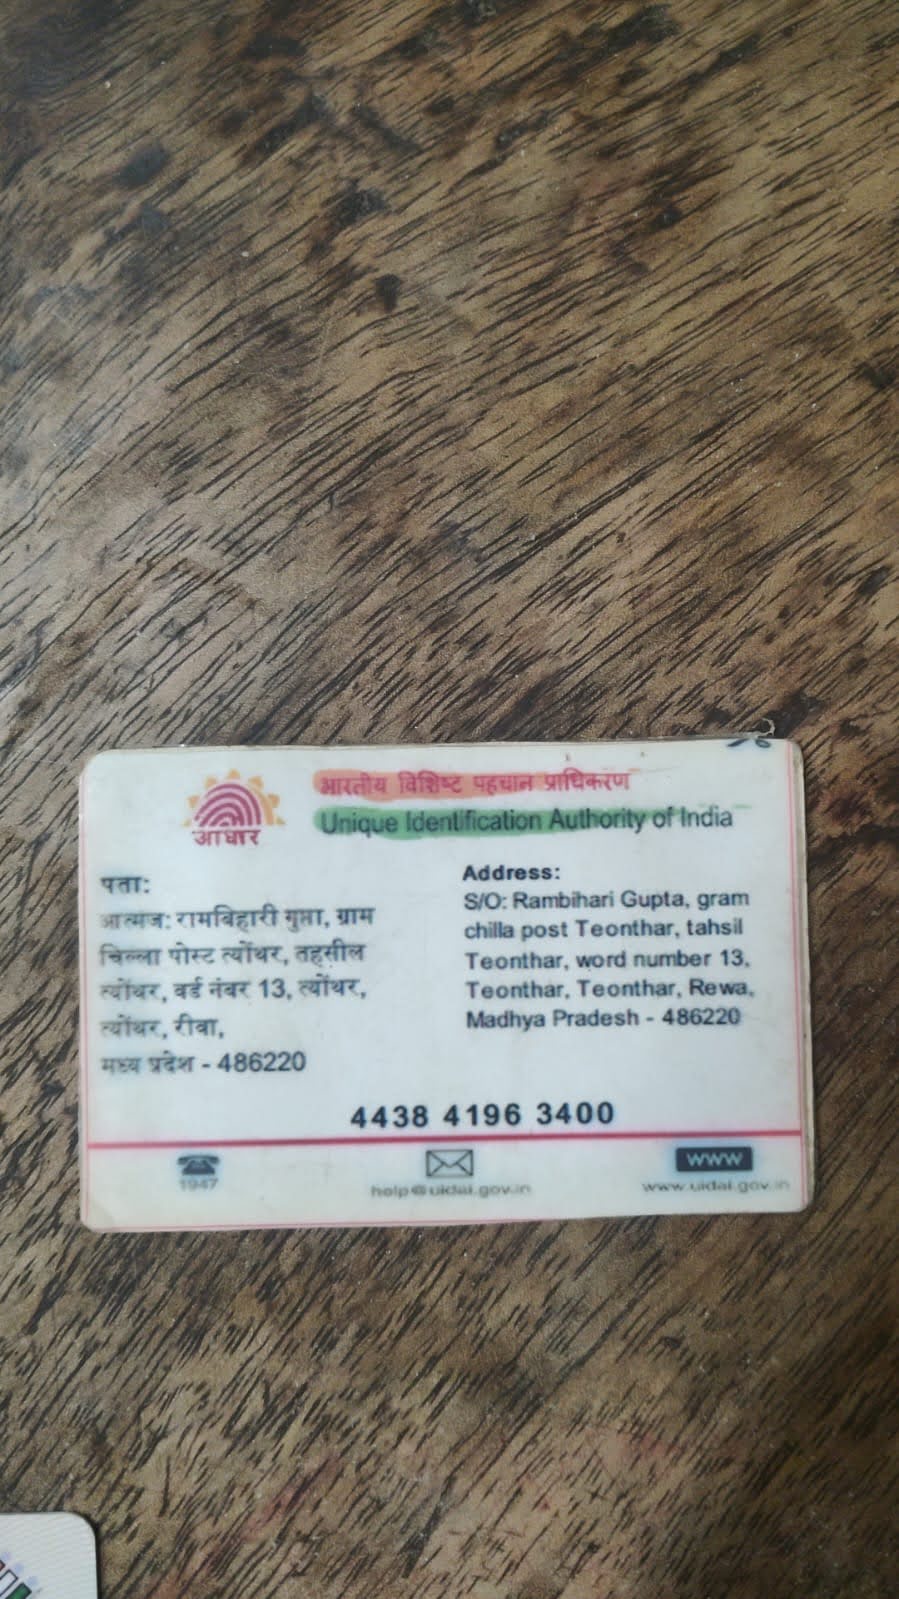 भारतीय विशिष्ट पहचान प्राधिकरण
Unique Identification Authority of India
आधार
पता:
आत्मज: रामबिहारी गुप्ता, ग्राम
चिल्ला पोस्ट त्योंथर, तहसील
त्योंथर, वर्ड नंबर 13, त्योंथर,
त्योंथर, रीवा,
मध्य प्रदेश - 486220
Address:
S/O: Rambihari Gupta, gram
chilla post Teonthar, tahsil
Teonthar, word number 13,
Teonthar, Teonthar, Rewa,
Madhya Pradesh - 486220
4438 4196 3400
1947
help@uidai.gov.in
www
www.uidai.gov.in